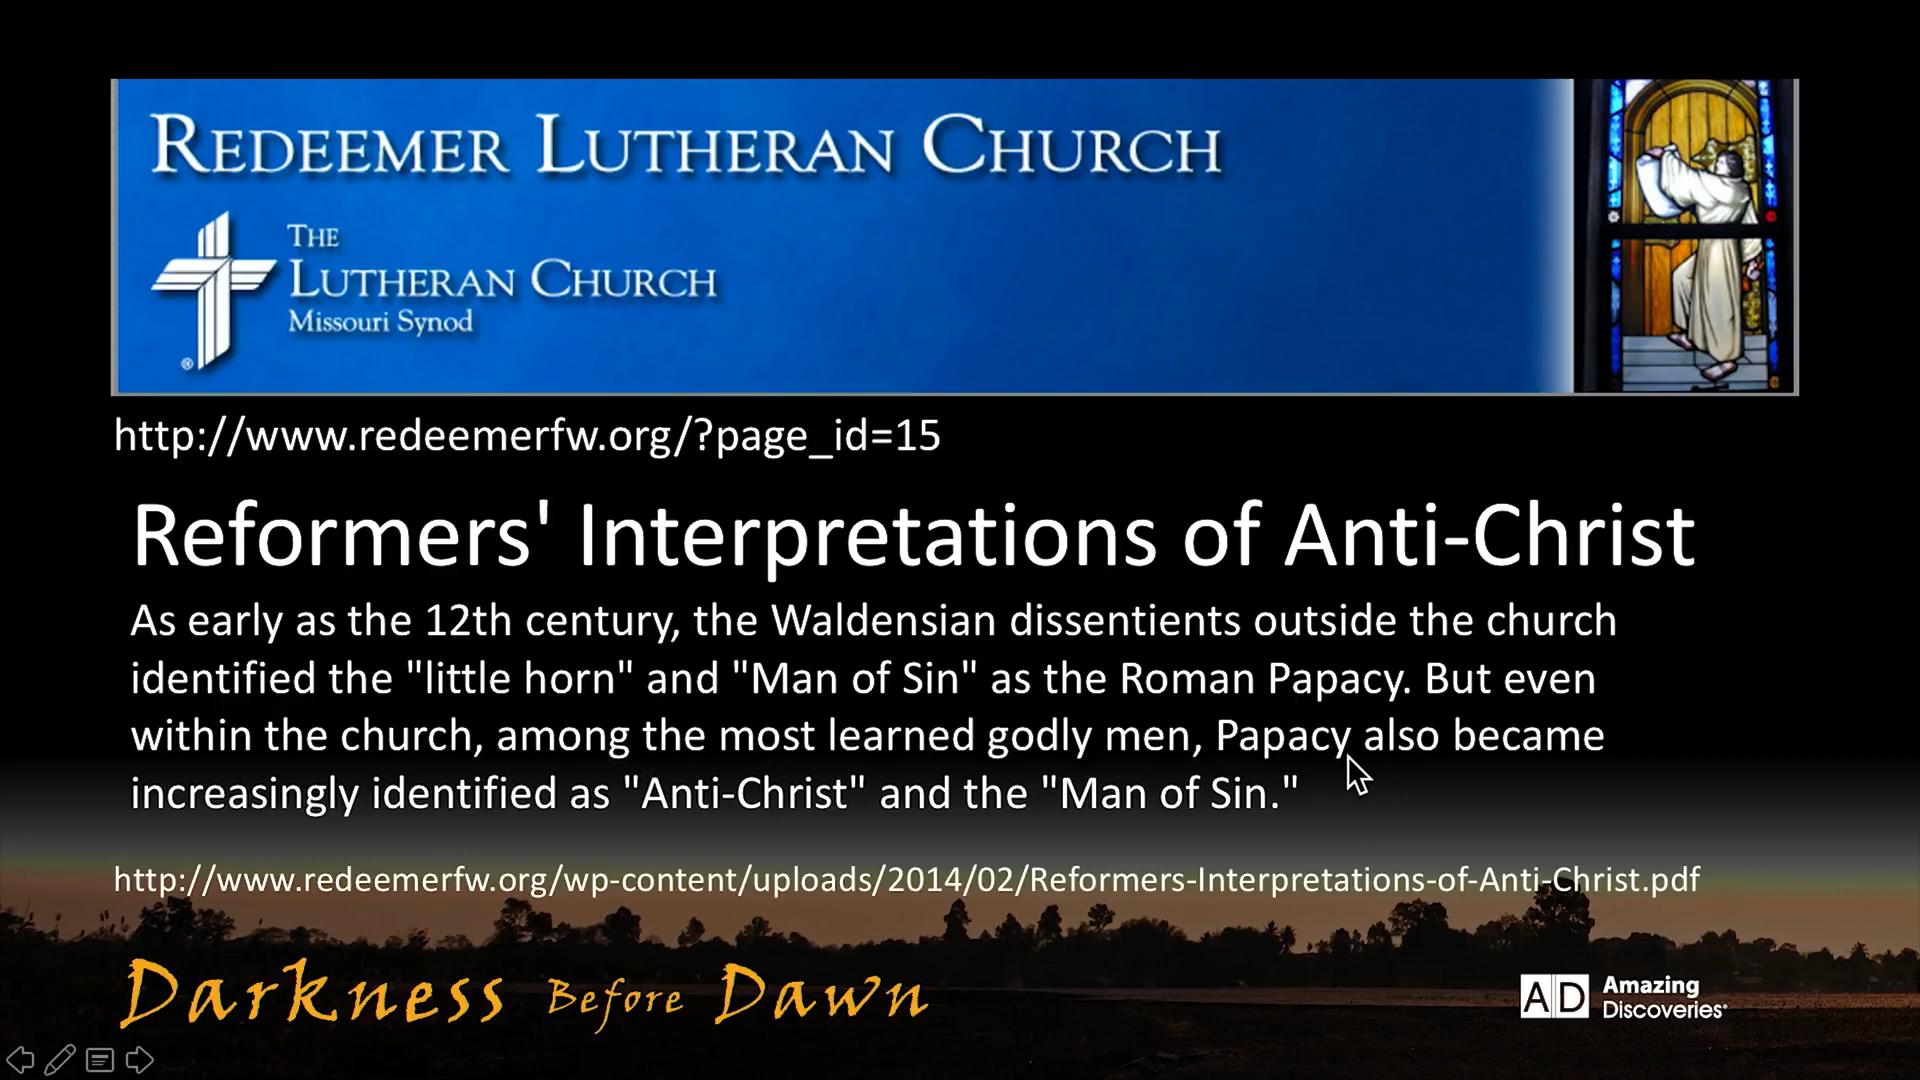 REDEEMER LUTHERAN CHURCH
THE
LUTHERAN CHURCH
Missouri Synod
®
http://www.redeemerfw.org/?page_id=15
Reformers' Interpretations of Anti-Christ
As early as the 12th century, the Waldensian dissentients outside the church
identified the "little horn" and "Man of Sin" as the Roman Papacy. But even
within the church, among the most learned godly men, Papacy also became
increasingly identified as "Anti-Christ" and the "Man of Sin."
http://www.redeemerfw.org/wp-content/uploads/2014/02/Reformers-Interpretations-of-Anti-Christ.pdf
Darkness Before Dawn
AD Amazing
Discoveries